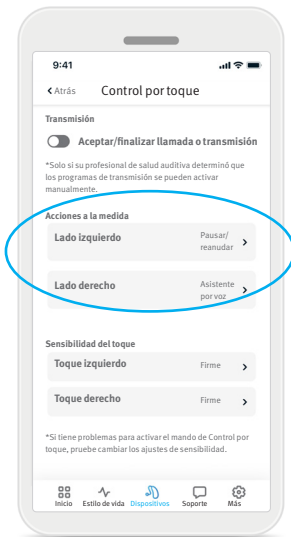 9:41
Atrás Control por toque
Transmisión
Aceptar/finalizar llamada o transmisión
*Solo si su profesional de salud auditiva determinó que
los programas de transmisión se pueden activar
manualmente.
Acciones a la medida
Lado izquierdo Pausar/
reanudar
Lado derecho Asistente
por voz
Sensibilidad del toque
Toque izquierdo Firme
Toque derecho Firme
*Si tiene problemas para activar el mando de Control por
toque, pruebe cambiar los ajustes de sensibilidad.
Inicio Estilo de vida Dispositivos Soporte Más